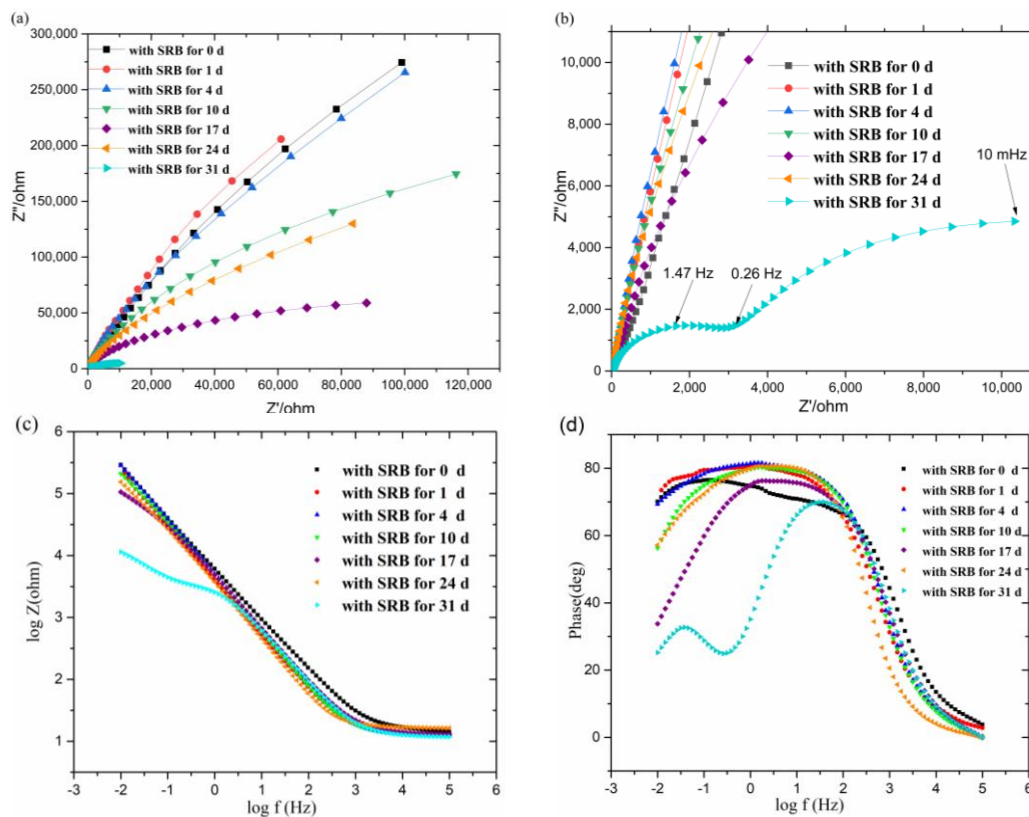 (a)
300,000
250,000
200,000
150,000
100,000
50,000
0
Z''/ohm
with SRB for 0 d
with SRB for 1 d
with SRB for 4 d
with SRB for 10 d
with SRB for 17 d
with SRB for 24 d
with SRB for 31 d
0 20,000 40,000 60,000 80,000 100,000 120,000
Z'/ohm
(b)
10,000
8,000
6,000
4,000
2,000
0
Z''/ohm
with SRB for 0 d
with SRB for 1 d
with SRB for 4 d
with SRB for 10 d
with SRB for 17 d
with SRB for 24 d
with SRB for 31 d
10 mHz
1.47 Hz
0.26 Hz
0 2,000 4,000 6,000 8,000 10,000
Z'/ohm
(c)
6
5
4
3
2
1
log Z(ohm)
with SRB for 0 d
with SRB for 1 d
with SRB for 4 d
with SRB for 10 d
with SRB for 17 d
with SRB for 24 d
with SRB for 31 d
-3 -2 -1 0 1 2 3 4 5 6
log f (Hz)
(d)
100
80
60
40
20
0
Phase(deg)
with SRB for 0 d
with SRB for 1 d
with SRB for 4 d
with SRB for 10 d
with SRB for 17 d
with SRB for 24 d
with SRB for 31 d
-3 -2 -1 0 1 2 3 4 5 6
log f (Hz)